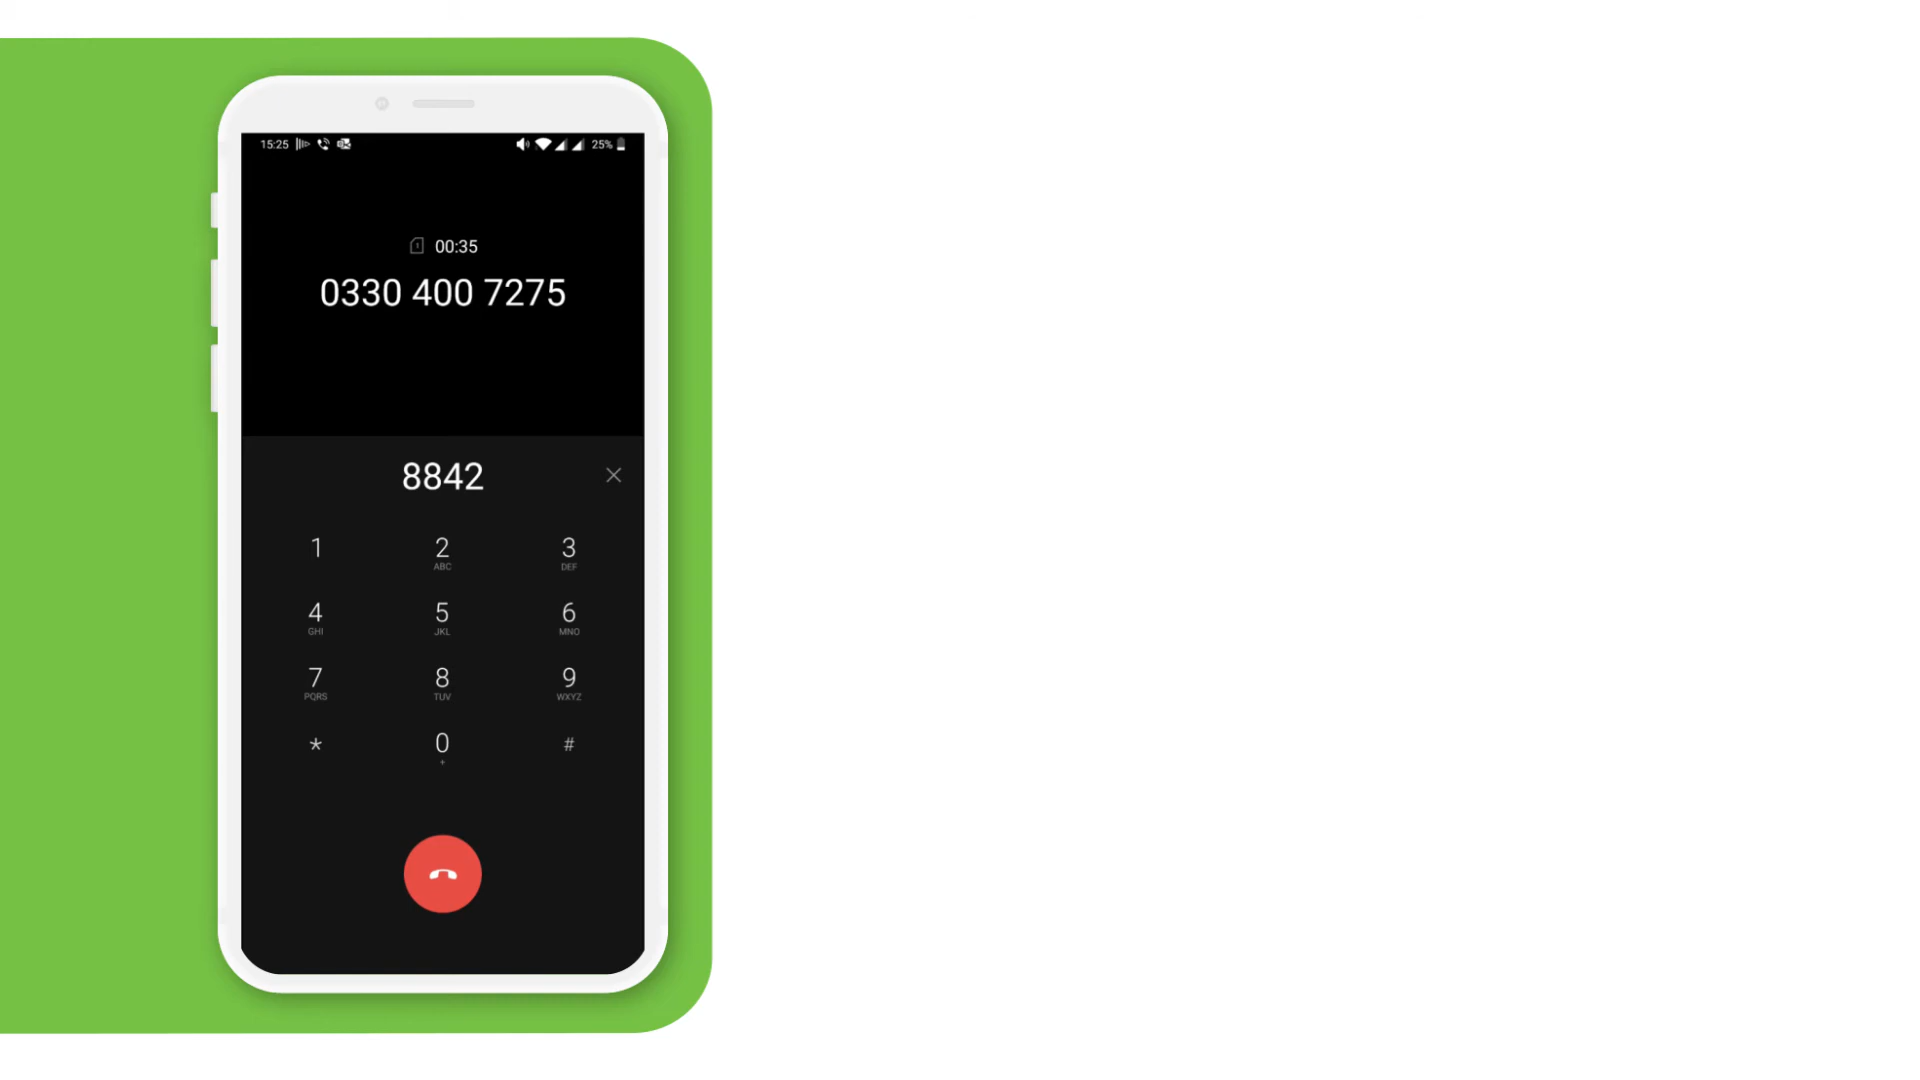 15:25 25%
00:35
0330 400 7275
8842
1 2 3
ABC DEF
4 5 6
GHI JKL MNO
7 8 9
PQRS TUV WXYZ
* 0 #
+